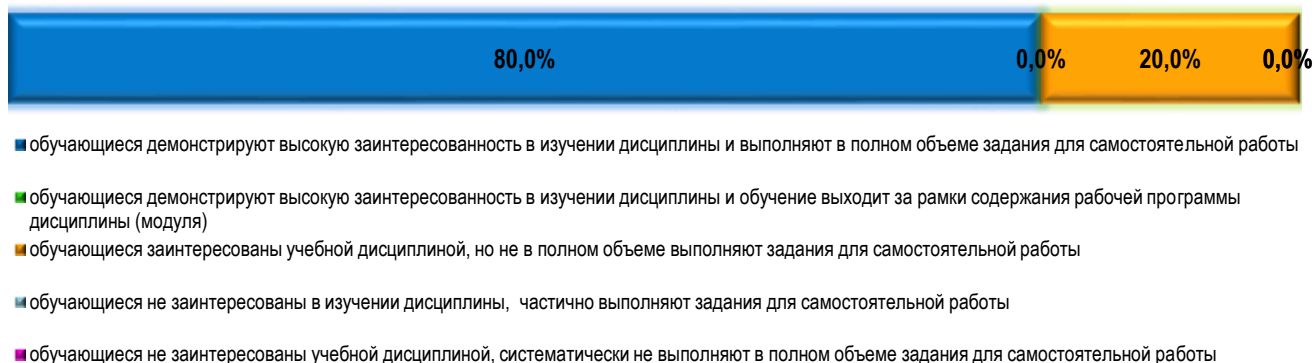 80,0% 0,0% 20,0% 0,0%
обучающиеся демонстрируют высокую заинтересованность в изучении дисциплины и выполняют в полном объеме задания для самостоятельной работы
обучающиеся демонстрируют высокую заинтересованность в изучении дисциплины и обучение выходит за рамки содержания рабочей программы
дисциплины (модуля)
обучающиеся заинтересованы учебной дисциплиной, но не в полном объеме выполняют задания для самостоятельной работы
обучающиеся не заинтересованы в изучении дисциплины, частично выполняют задания для самостоятельной работы
обучающиеся не заинтересованы учебной дисциплиной, систематически не выполняют в полном объеме задания для самостоятельной работы